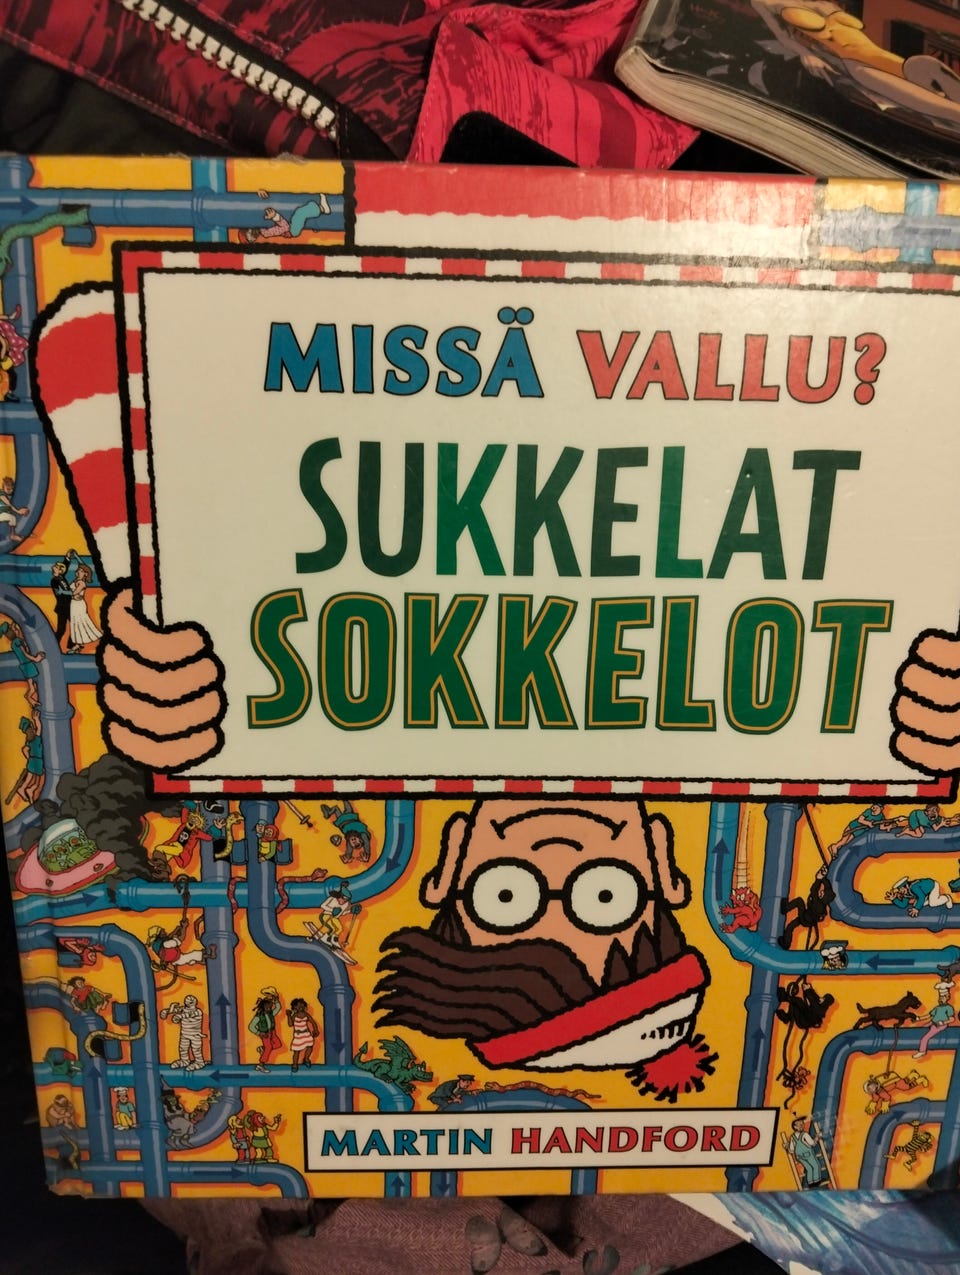 MISSÄ VALLU?
SUKKELAT
SOKKELOT
MARTIN HANDFORD